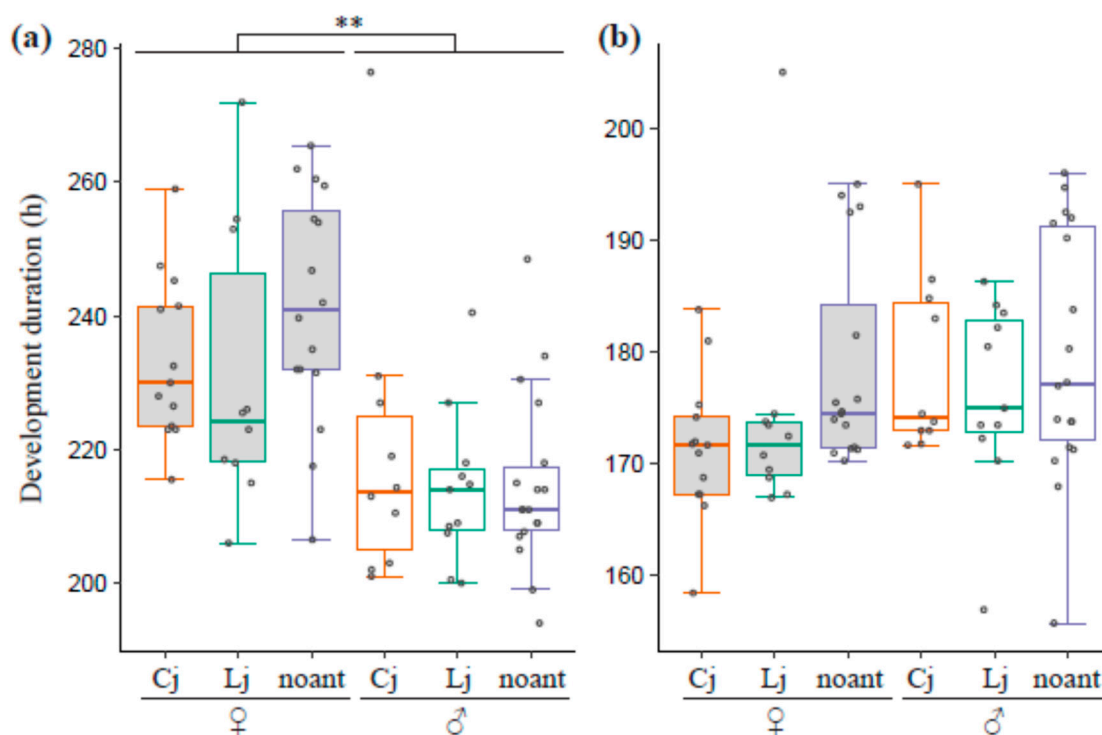 (a)
**
(b)
Development duration (h)
280
260
240
220
200
200
190
180
170
160
Cj Lj noant Cj Lj noant
♀ ♂
Cj Lj noant Cj Lj noant
♀ ♂